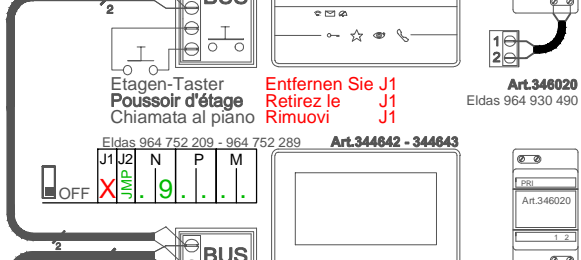 2
BUS
1
2
Etagen-Taster Entfernen Sie J1
Poussoir d'étage Retirez le J1
Chiamata al piano Rimuovi J1
Art.346020
Eldas 964 930 490
Eldas 964 752 209 - 964 752 289 Art.344642 - 344643
J1 J2 N P M
OFF X JMP . 9 . . . .
PRI
Art.346020
1 2
2
BUS